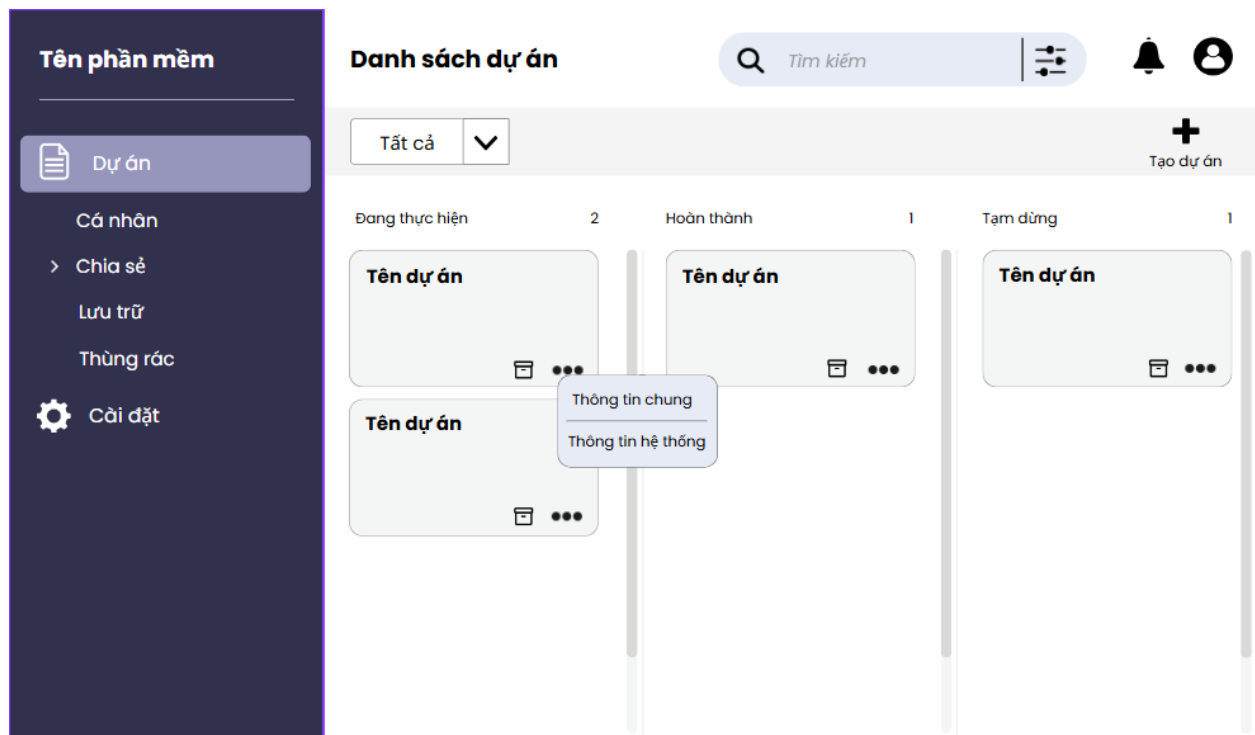 Tên phần mềm
Dự án
Cá nhân
Chia sẻ
Lưu trữ
Thùng rác
Cài đặt
Danh sách dự án
Tìm kiếm
Tất cả
Tạo dự án
Đang thực hiện 2
Hoàn thành 1
Tạm dừng 1
Tên dự án
Tên dự án
Tên dự án
Thông tin chung
Thông tin hệ thống
Tên dự án